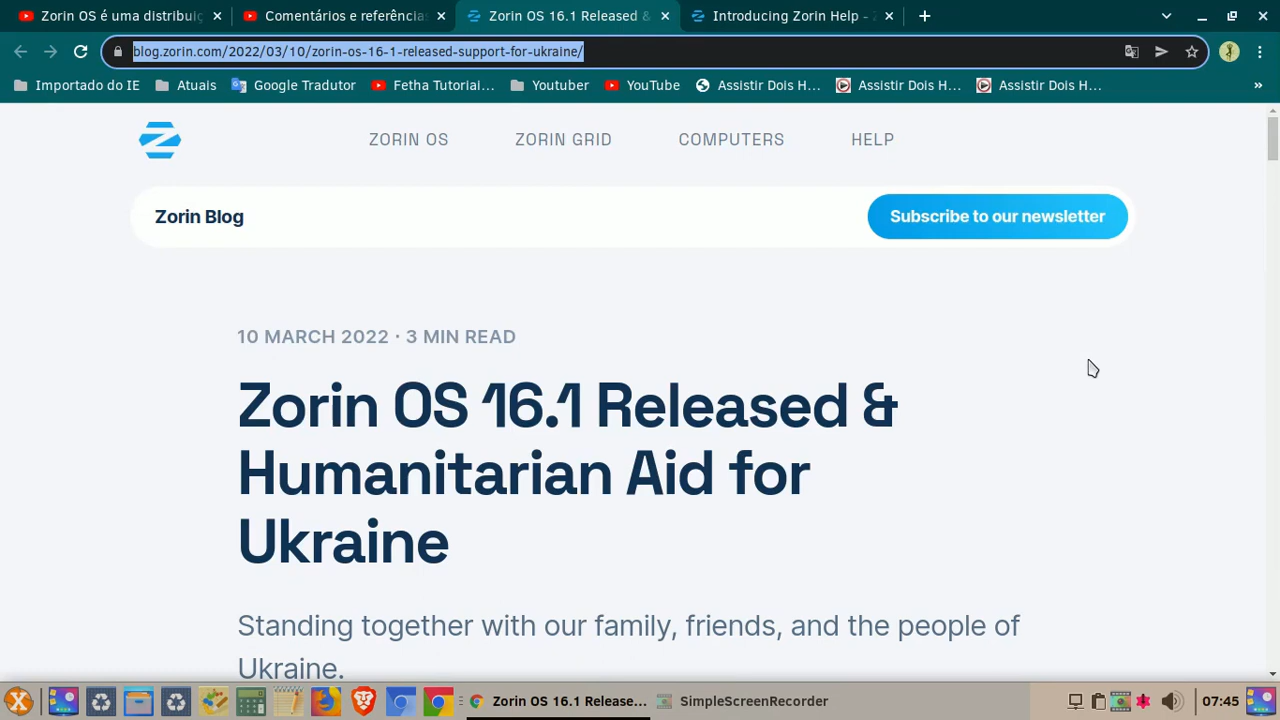 Zorin OS é uma distribuiç
Comentários e referências
Zorin OS 16.1 Released &
Introducing Zorin Help - Z
blog.zorin.com/2022/03/10/zorin-os-16-1-released-support-for-ukraine/
Importado do IE
Atuais
Google Tradutor
Fetha Tutoriai...
Youtuber
YouTube
Assistir Dois H...
Assistir Dois H...
Assistir Dois H...
»
ZORIN OS
ZORIN GRID
COMPUTERS
HELP
Zorin Blog
Subscribe to our newsletter
10 MARCH 2022 · 3 MIN READ
Zorin OS 16.1 Released &
Humanitarian Aid for
Ukraine
Standing together with our family, friends, and the people of
Ukraine.
Zorin OS 16.1 Release...
SimpleScreenRecorder
07:45